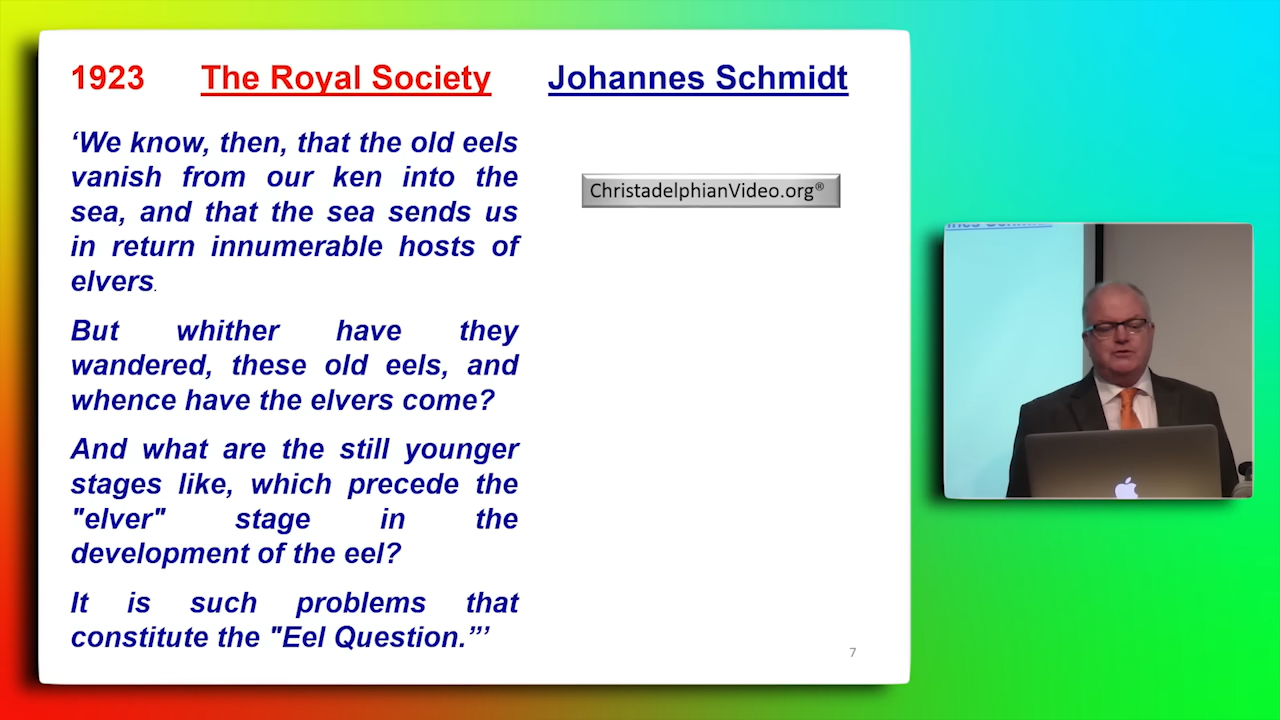 1923 The Royal Society Johannes Schmidt
‘We know, then, that the old eels
vanish from our ken into the
sea, and that the sea sends us
in return innumerable hosts of
elvers.
But whither have they
wandered, these old eels, and
whence have the elvers come?
And what are the still younger
stages like, which precede the
"elver" stage in the
development of the eel?
It is such problems that
constitute the "Eel Question.”’
ChristadelphianVideo.org®
7